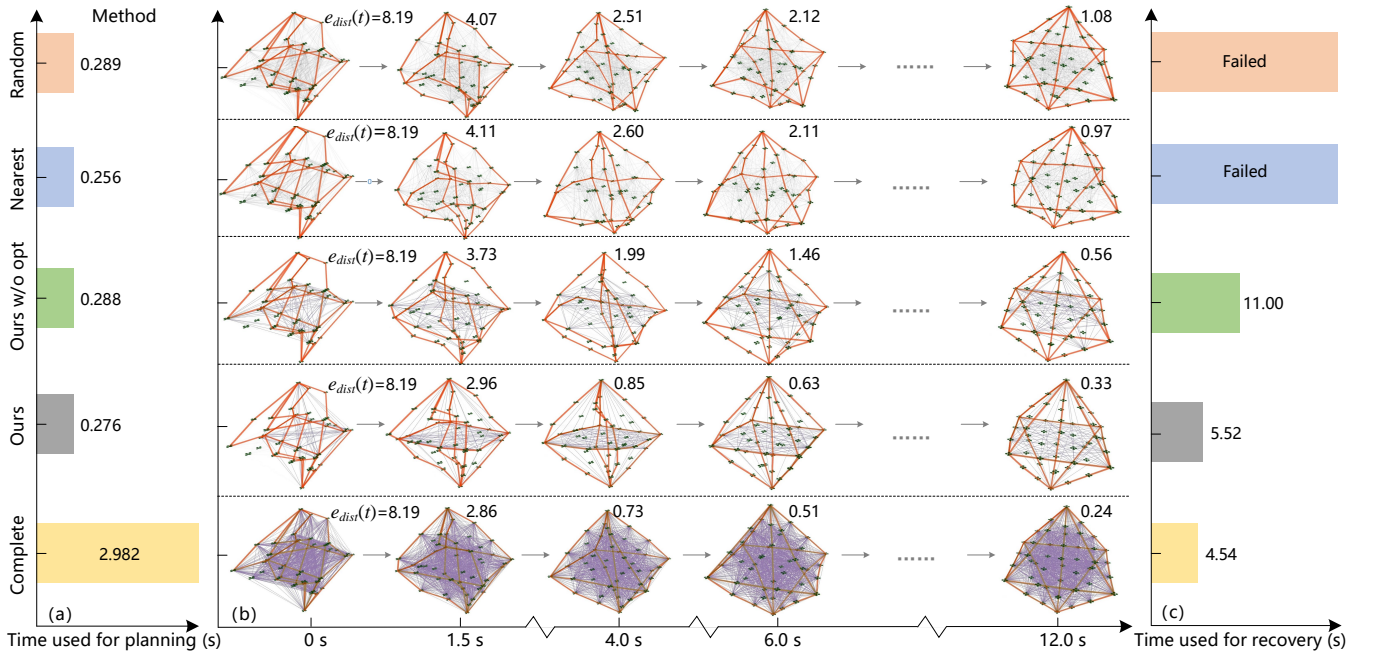 Method
Random
0.289
Nearest
0.256
Ours w/o opt
0.288
Ours
0.276
Complete
2.982
(a)
Time used for planning (s)
e_dist(t)=8.19
4.07
2.51
2.12
1.08
e_dist(t)=8.19
4.11
2.60
2.11
0.97
e_dist(t)=8.19
3.73
1.99
1.46
0.56
e_dist(t)=8.19
2.96
0.85
0.63
0.33
e_dist(t)=8.19
2.86
0.73
0.51
0.24
(b)
0 s
1.5 s
4.0 s
6.0 s
12.0 s
Failed
Failed
11.00
5.52
4.54
(c)
Time used for recovery (s)